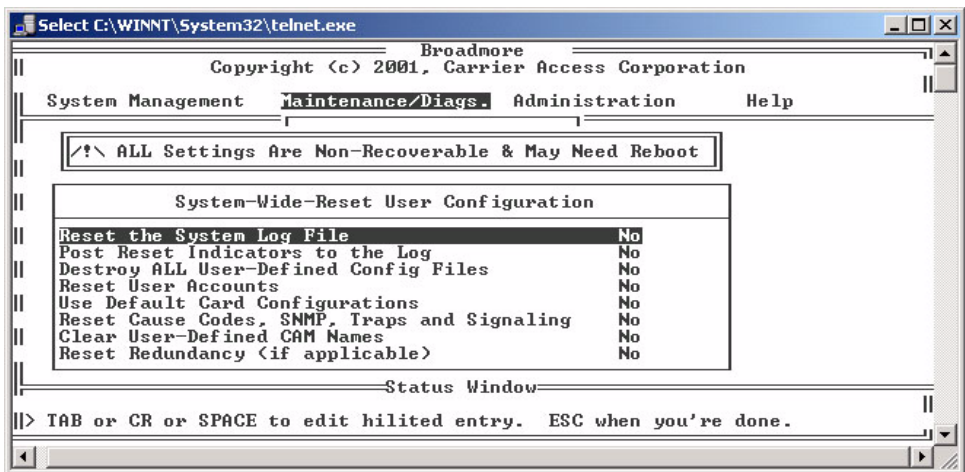 Select C:\WINNT\System32\telnet.exe
Broadmore
Copyright (c) 2001, Carrier Access Corporation
System Management Maintenance/Diags. Administration Help
/!\ ALL Settings Are Non-Recoverable & May Need Reboot
System-Wide-Reset User Configuration
Reset the System Log File No
Post Reset Indicators to the Log No
Destroy ALL User-Defined Config Files No
Reset User Accounts No
Use Default Card Configurations No
Reset Cause Codes, SNMP, Traps and Signaling No
Clear User-Defined CAM Names No
Reset Redundancy (if applicable) No
Status Window
> TAB or CR or SPACE to edit hilited entry. ESC when you're done.